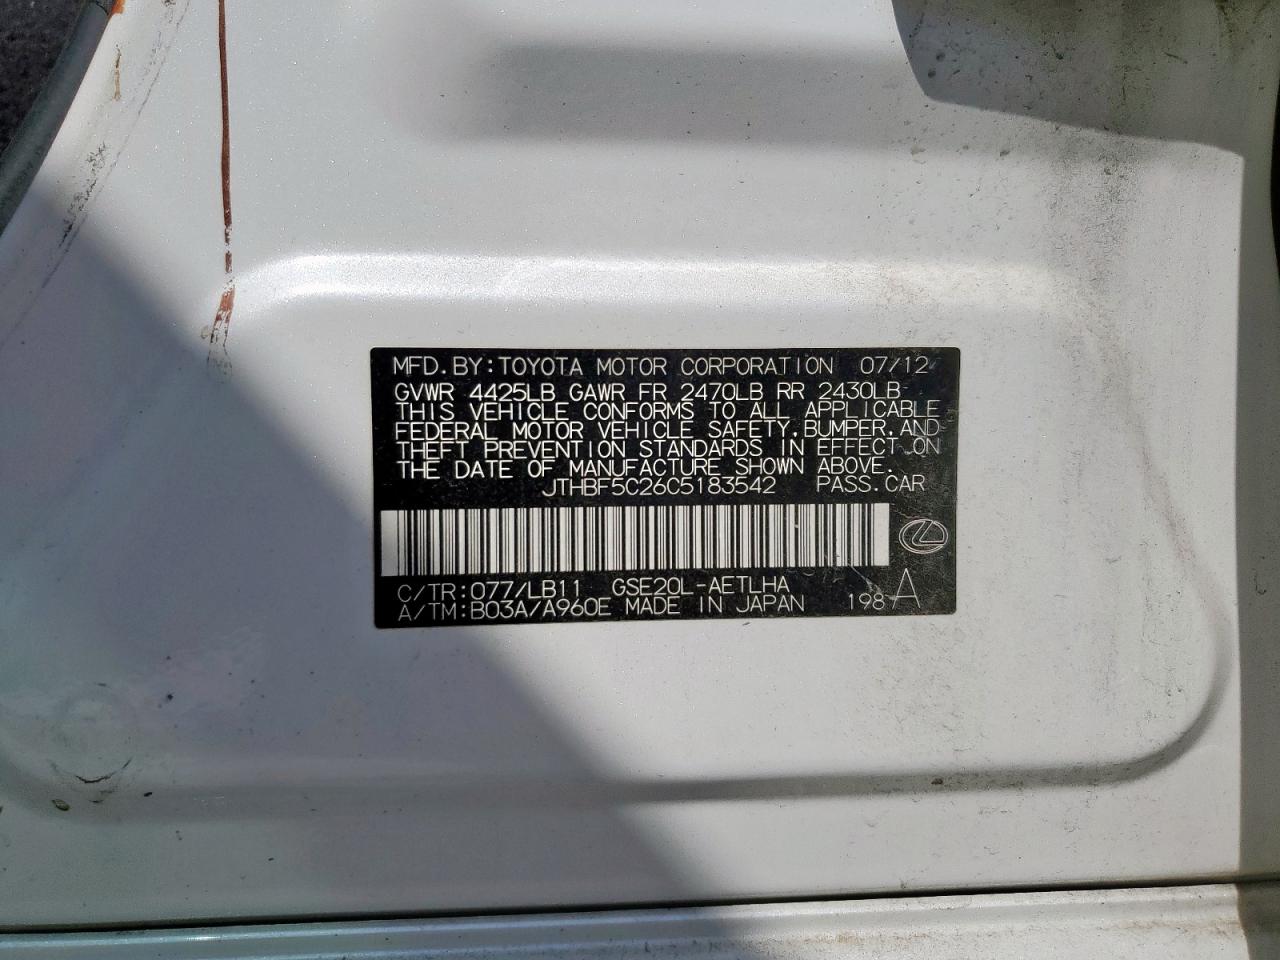 MFD.BY:TOYOTA MOTOR CORPORATION 07/12
GVWR 4425LB GAWR FR 2470LB RR 2430LB
THIS VEHICLE CONFORMS TO ALL APPLICABLE
FEDERAL MOTOR VEHICLE SAFETY,BUMPER,AND
THEFT PREVENTION STANDARDS IN EFFECT ON
THE DATE OF MANUFACTURE SHOWN ABOVE.
JTHBF5C26C5183542 PASS.CAR
C/TR:077/LB11 GSE20L-AETLHA
A/TM:B03A/A960E MADE IN JAPAN 198 A